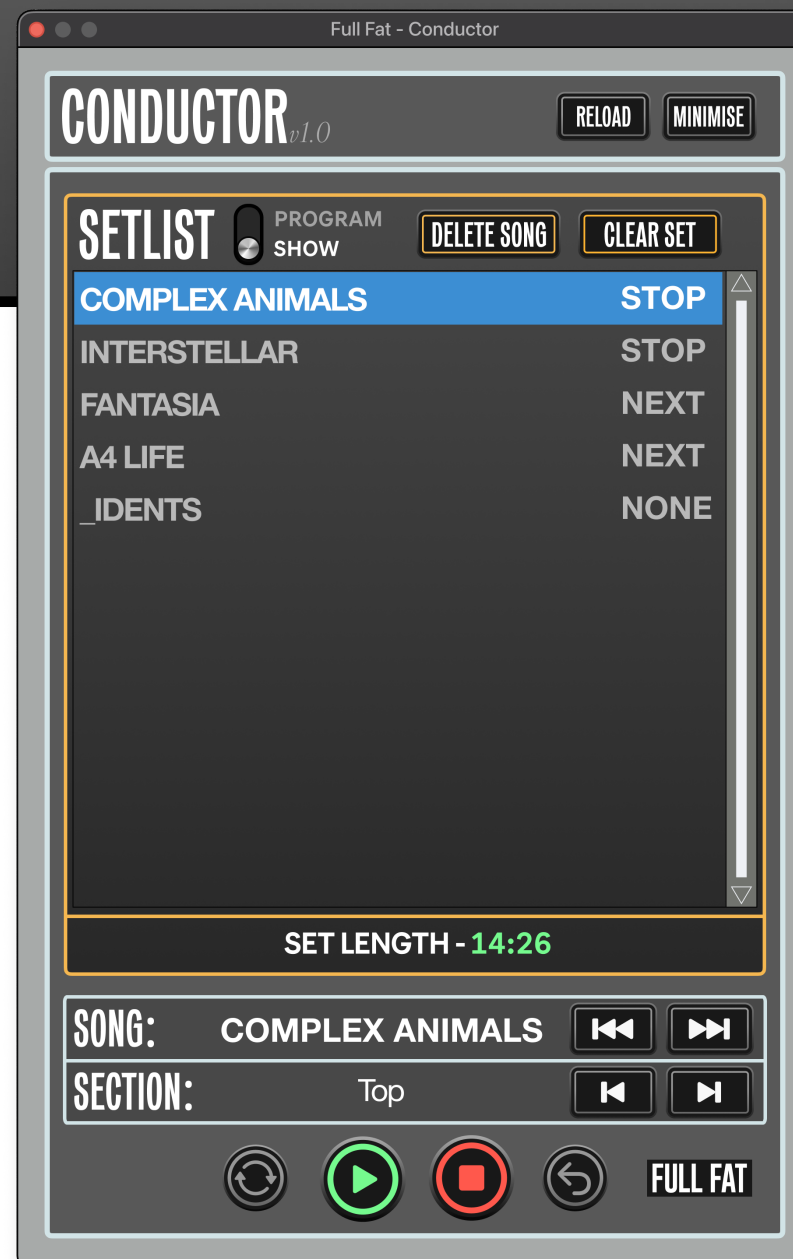 Full Fat - Conductor
CONDUCTOR v1.0
RELOAD
MINIMISE
SETLIST
PROGRAM
SHOW
DELETE SONG
CLEAR SET
COMPLEX ANIMALS STOP
INTERSTELLAR STOP
FANTASIA NEXT
A4 LIFE NEXT
_IDENTS NONE
SET LENGTH - 14:26
SONG: COMPLEX ANIMALS
SECTION: Top
FULL FAT